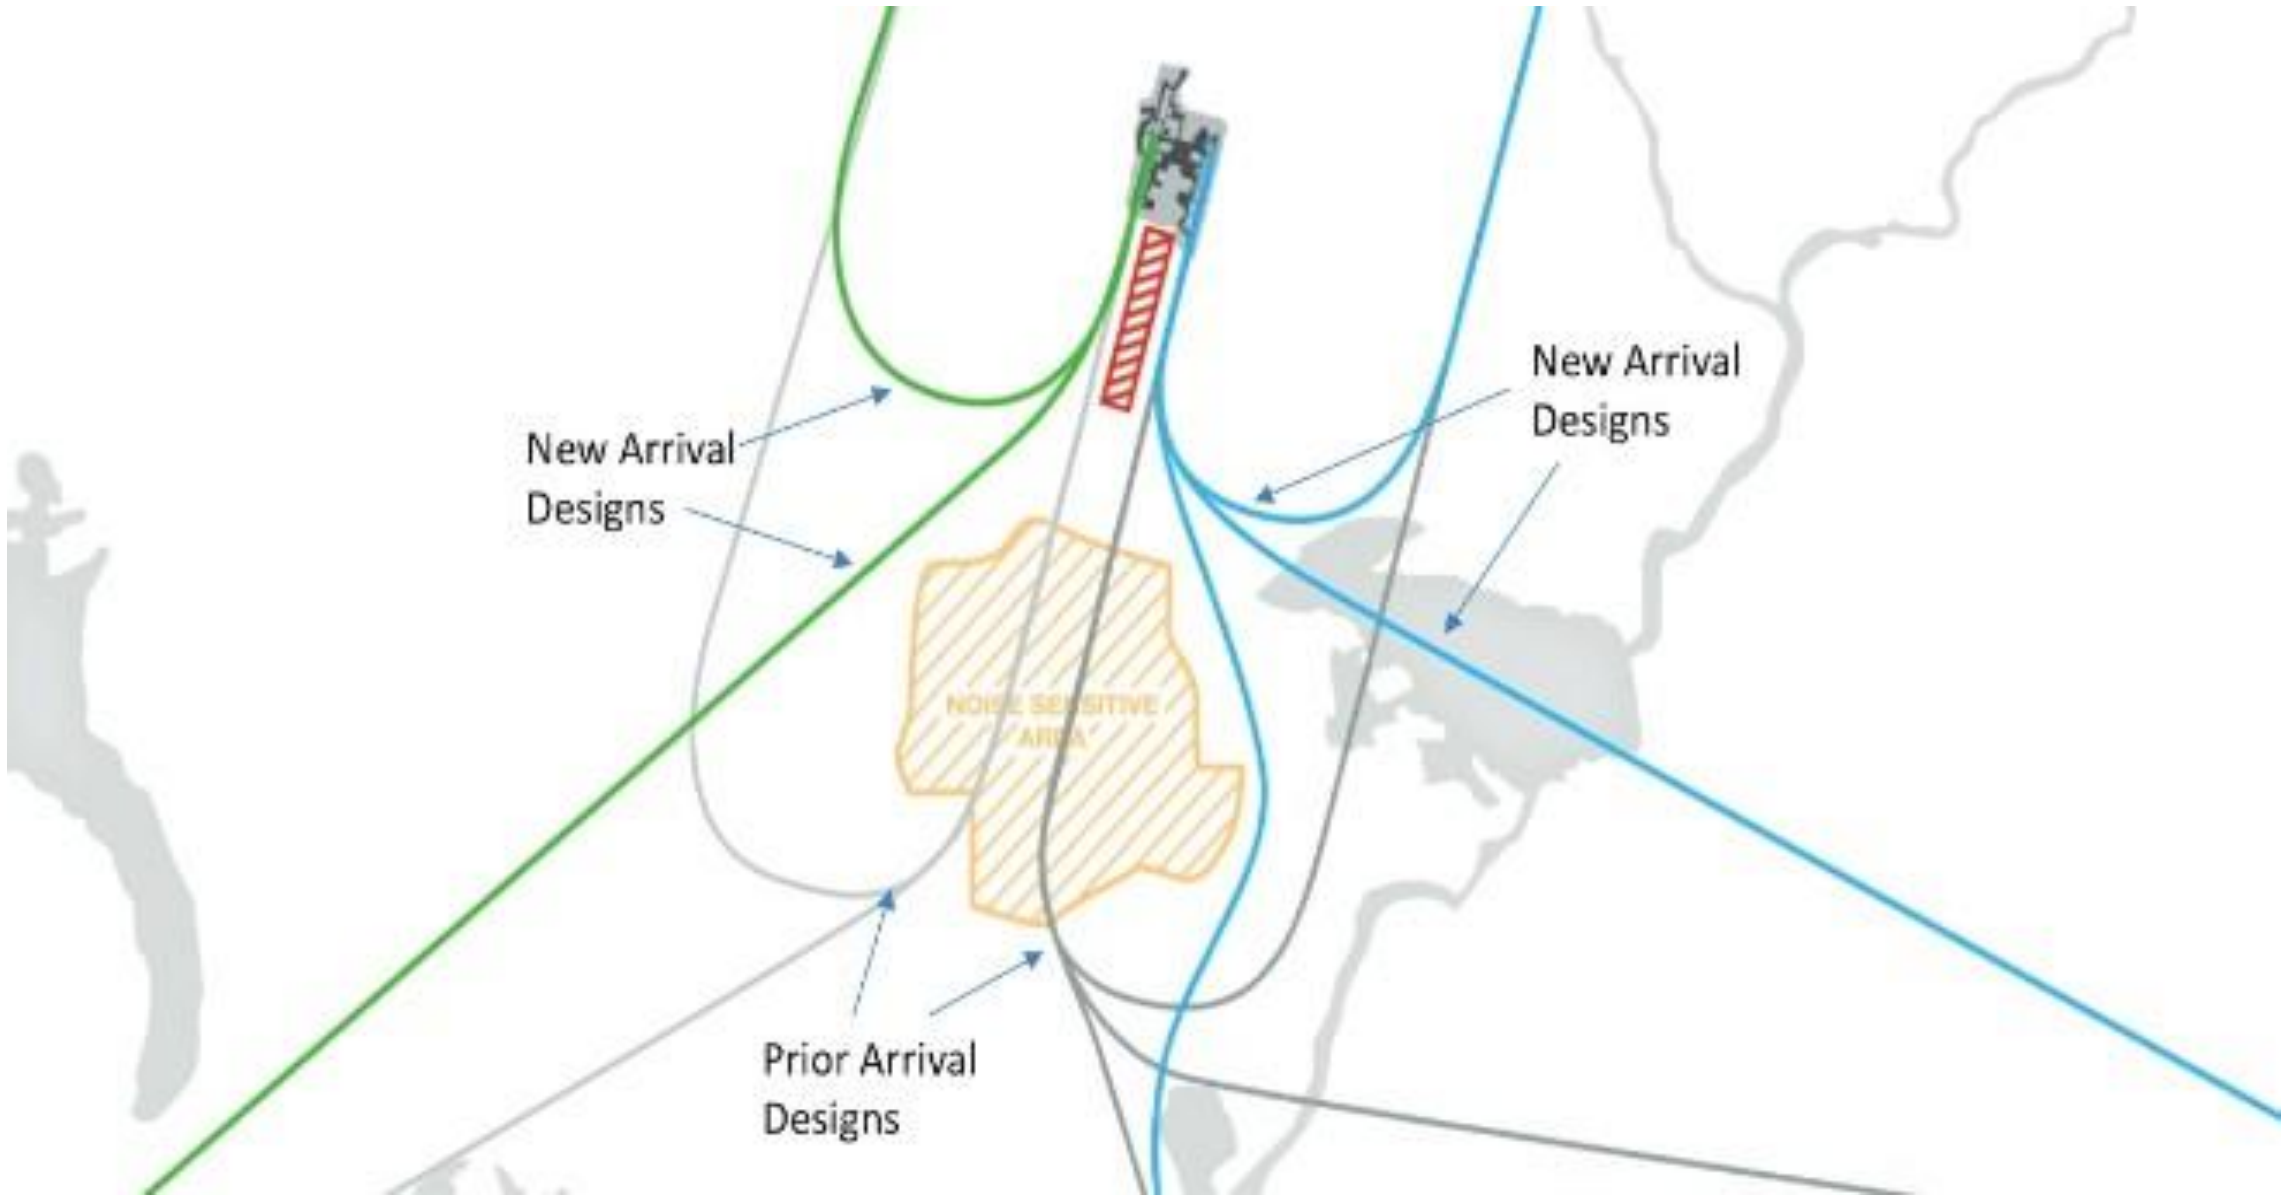 New Arrival
Designs
New Arrival
Designs
NOISE SENSITIVE
AREA
Prior Arrival
Designs